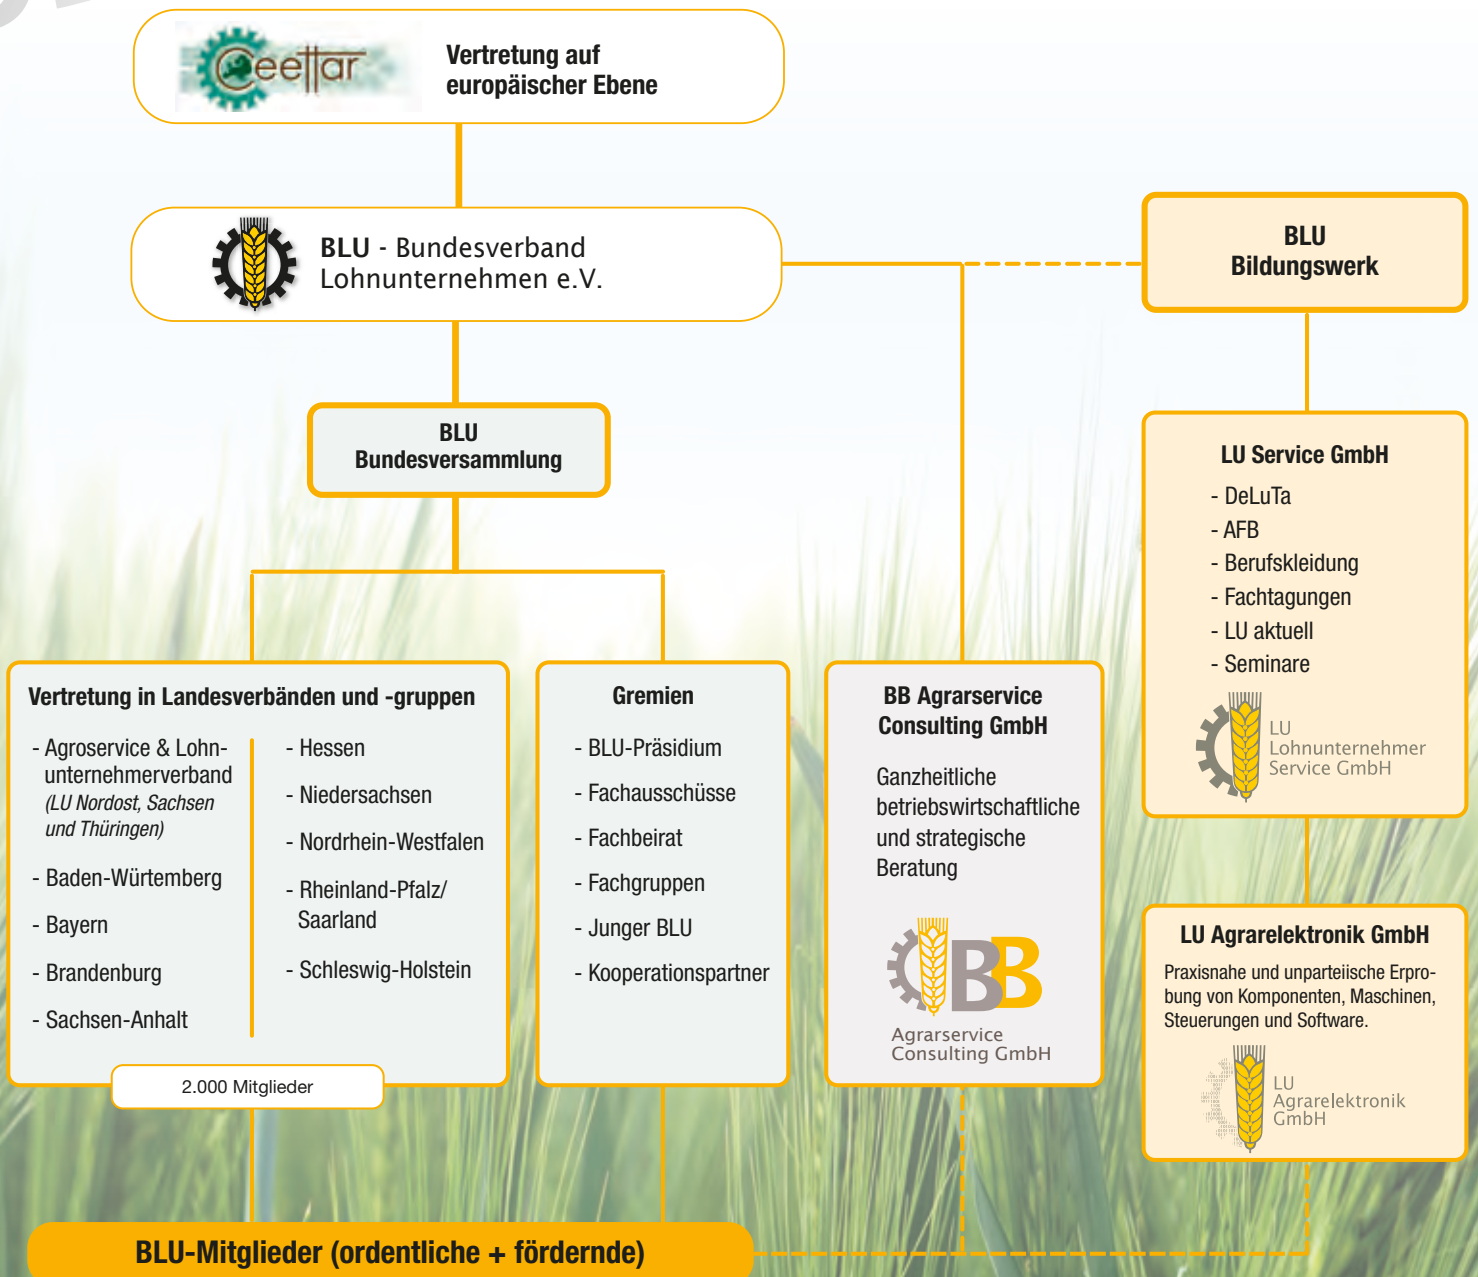 Ceettar
Vertretung auf
europäischer Ebene
BLU - Bundesverband
Lohnunternehmen e.V.
BLU
Bildungswerk
BLU
Bundesversammlung
LU Service GmbH
- DeLuTa
- AFB
- Berufskleidung
- Fachtagungen
- LU aktuell
- Seminare
LU
Lohnunternehmer
Service GmbH
Vertretung in Landesverbänden und -gruppen
- Agroservice & Lohn-
unternehmerverband
(LU Nordost, Sachsen
und Thüringen)
- Baden-Würtemberg
- Bayern
- Brandenburg
- Sachsen-Anhalt
- Hessen
- Niedersachsen
- Nordrhein-Westfalen
- Rheinland-Pfalz/
Saarland
- Schleswig-Holstein
2.000 Mitglieder
Gremien
- BLU-Präsidium
- Fachausschüsse
- Fachbeirat
- Fachgruppen
- Junger BLU
- Kooperationspartner
BB Agrarservice
Consulting GmbH
Ganzheitliche
betriebswirtschaftliche
und strategische
Beratung
BB
Agrarservice
Consulting GmbH
LU Agrarelektronik GmbH
Praxisnahe und unparteiische Erpro-
bung von Komponenten, Maschinen,
Steuerungen und Software.
LU
Agrarelektronik
GmbH
BLU-Mitglieder (ordentliche + fördernde)